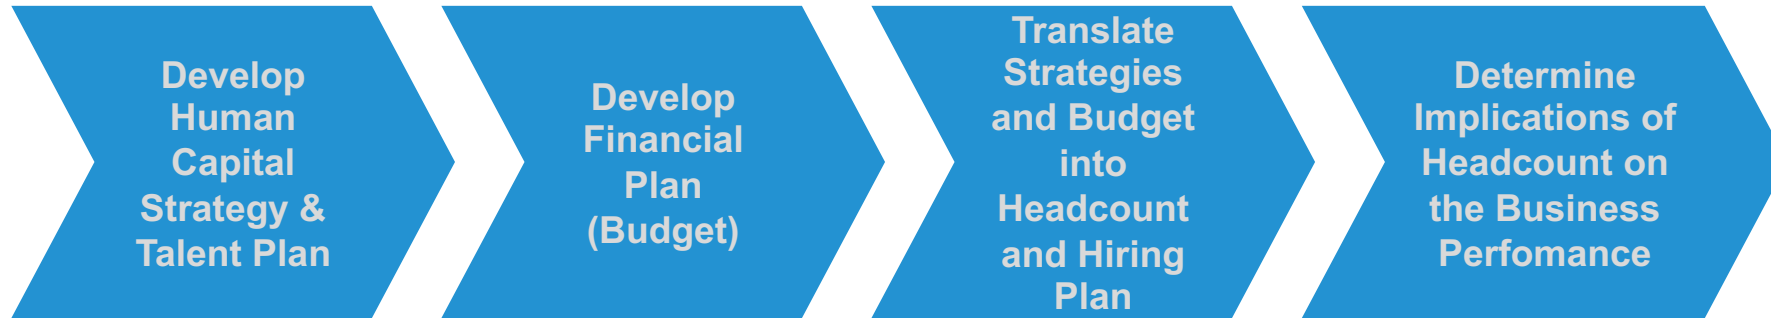 Develop
Human
Capital
Strategy &
Talent Plan
Develop
Financial
Plan
(Budget)
Translate
Strategies
and Budget
into
Headcount
and Hiring
Plan
Determine
Implications of
Headcount on
the Business
Perfomance